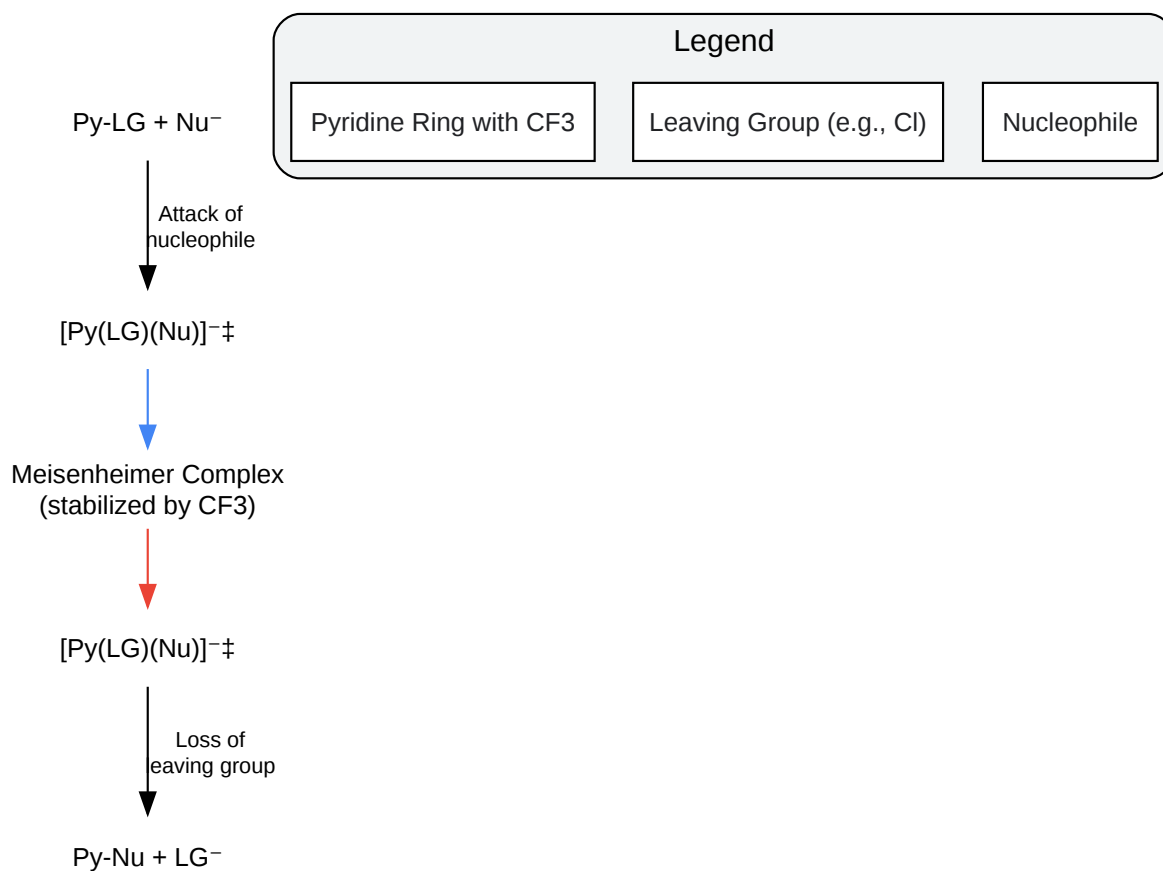 Legend
Pyridine Ring with CF3
Leaving Group (e.g., Cl)
Nucleophile
Py-LG + Nu⁻
Attack of
nucleophile
[Py(LG)(Nu)]⁻‡
Meisenheimer Complex
(stabilized by CF3)
[Py(LG)(Nu)]⁻‡
Loss of
leaving group
Py-Nu + LG⁻